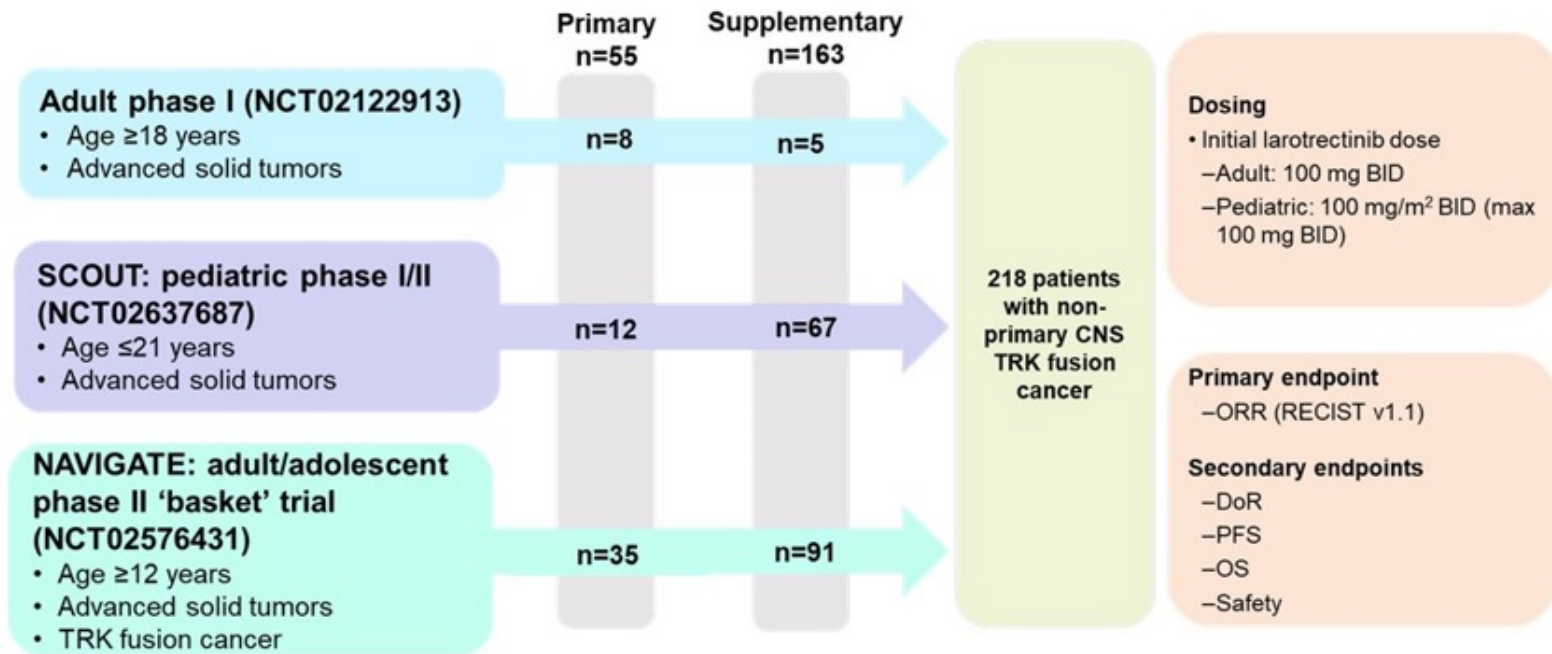 Primary
n=55
Supplementary
n=163
Adult phase I (NCT02122913)
• Age ≥18 years
• Advanced solid tumors
n=8
n=5
SCOUT: pediatric phase I/II
(NCT02637687)
• Age ≤21 years
• Advanced solid tumors
n=12
n=67
NAVIGATE: adult/adolescent
phase II ‘basket’ trial
(NCT02576431)
• Age ≥12 years
• Advanced solid tumors
• TRK fusion cancer
n=35
n=91
218 patients
with non-
primary CNS
TRK fusion
cancer
Dosing
• Initial larotrectinib dose
–Adult: 100 mg BID
–Pediatric: 100 mg/m² BID (max
100 mg BID)
Primary endpoint
–ORR (RECIST v1.1)
Secondary endpoints
–DoR
–PFS
–OS
–Safety